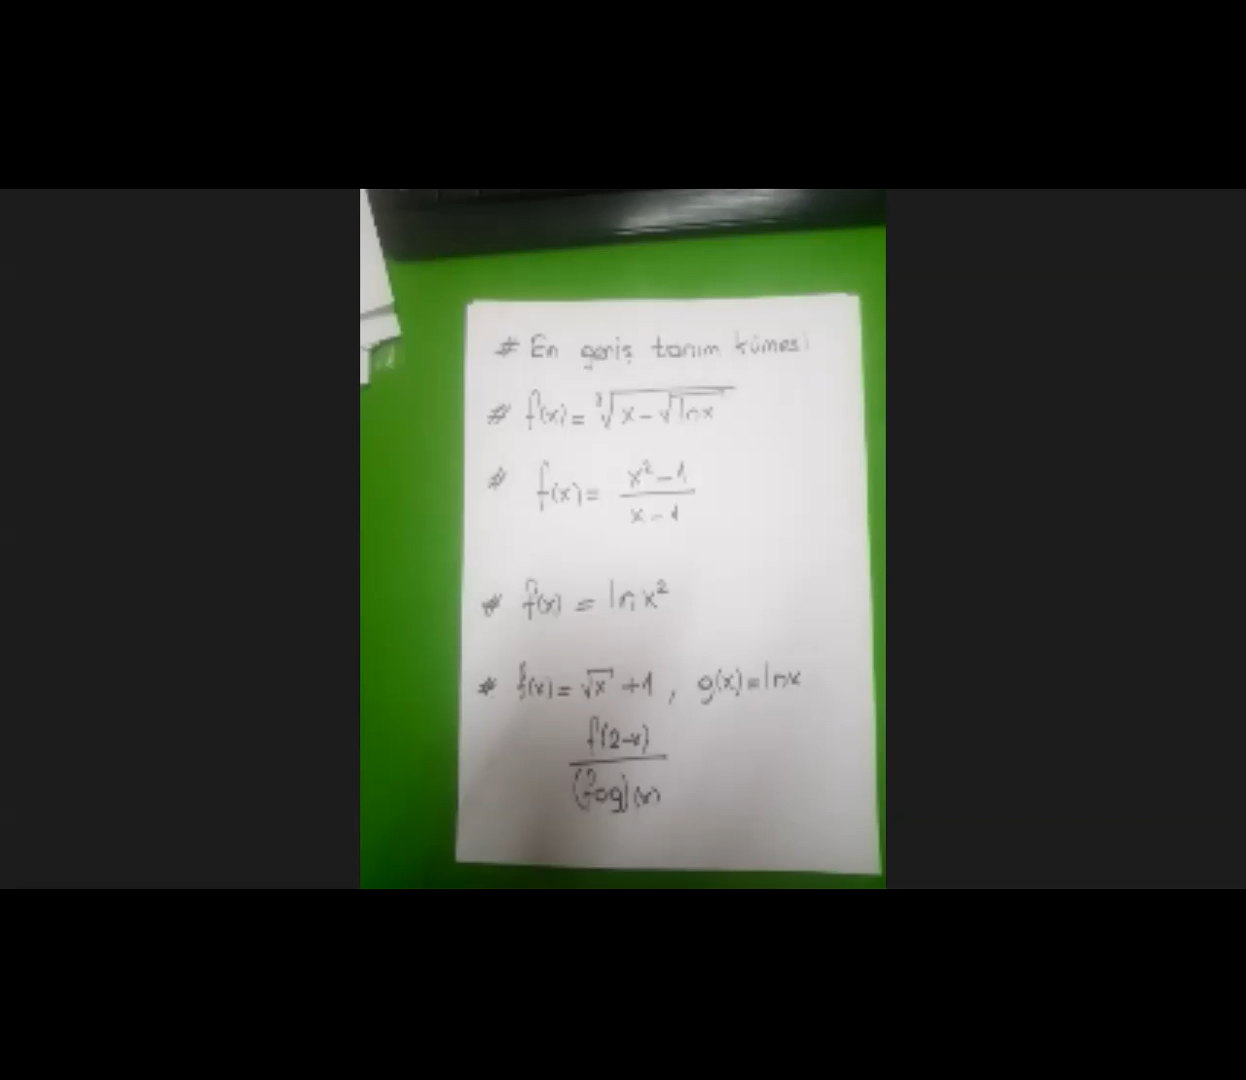 # En geniş tanım kümesi
# f(x) = ∛(x - √(ln x))
# f(x) = (x² - 1) / (x - 1)
# f(x) = ln x²
# f(x) = √x + 1 , g(x) = ln x
f(2-x) / (fog)(x)